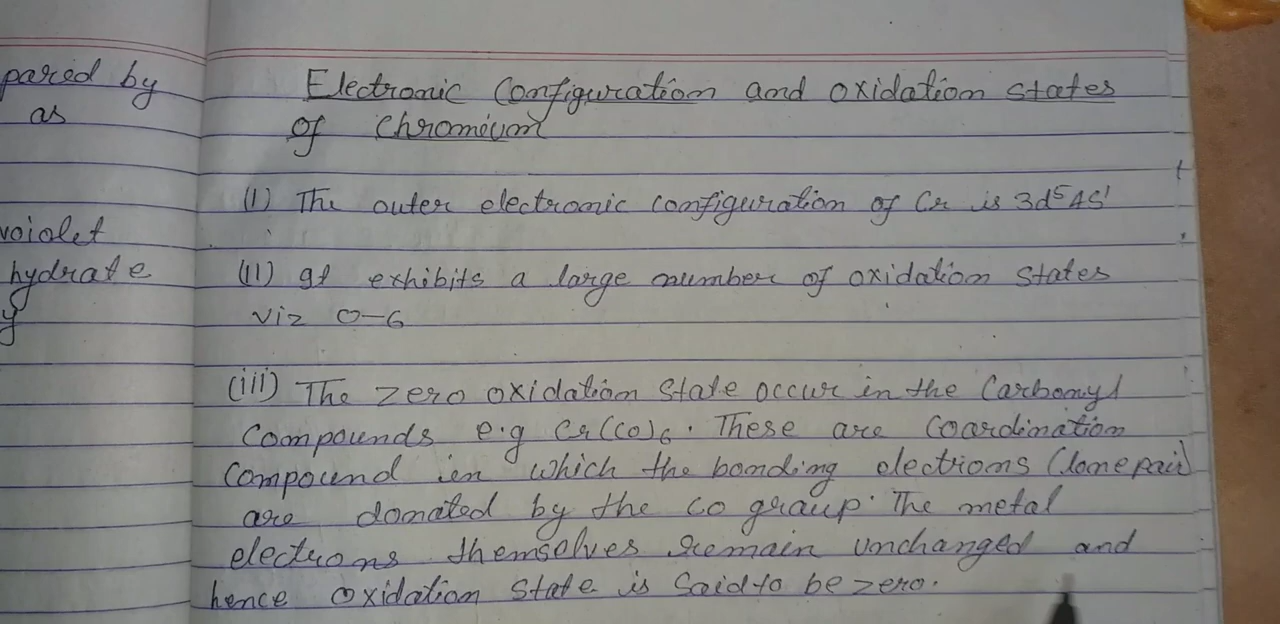 pared by
as
voiolet
hydrate
y
Electronic Configuration and oxidation states
of chromium
(I) The outer electronic configuration of Cr is 3d⁵4S¹
(II) It exhibits a large number of oxidation states
viz 0-6
(iii) The zero oxidation state occur in the Carbonyl
Compounds e.g Cr(CO)₆. These are Coardination
Compound in which the bonding electrions (lone pair)
are donated by the co group. The metal
electrons themselves remain unchanged and
hence oxidation state is said to be zero.